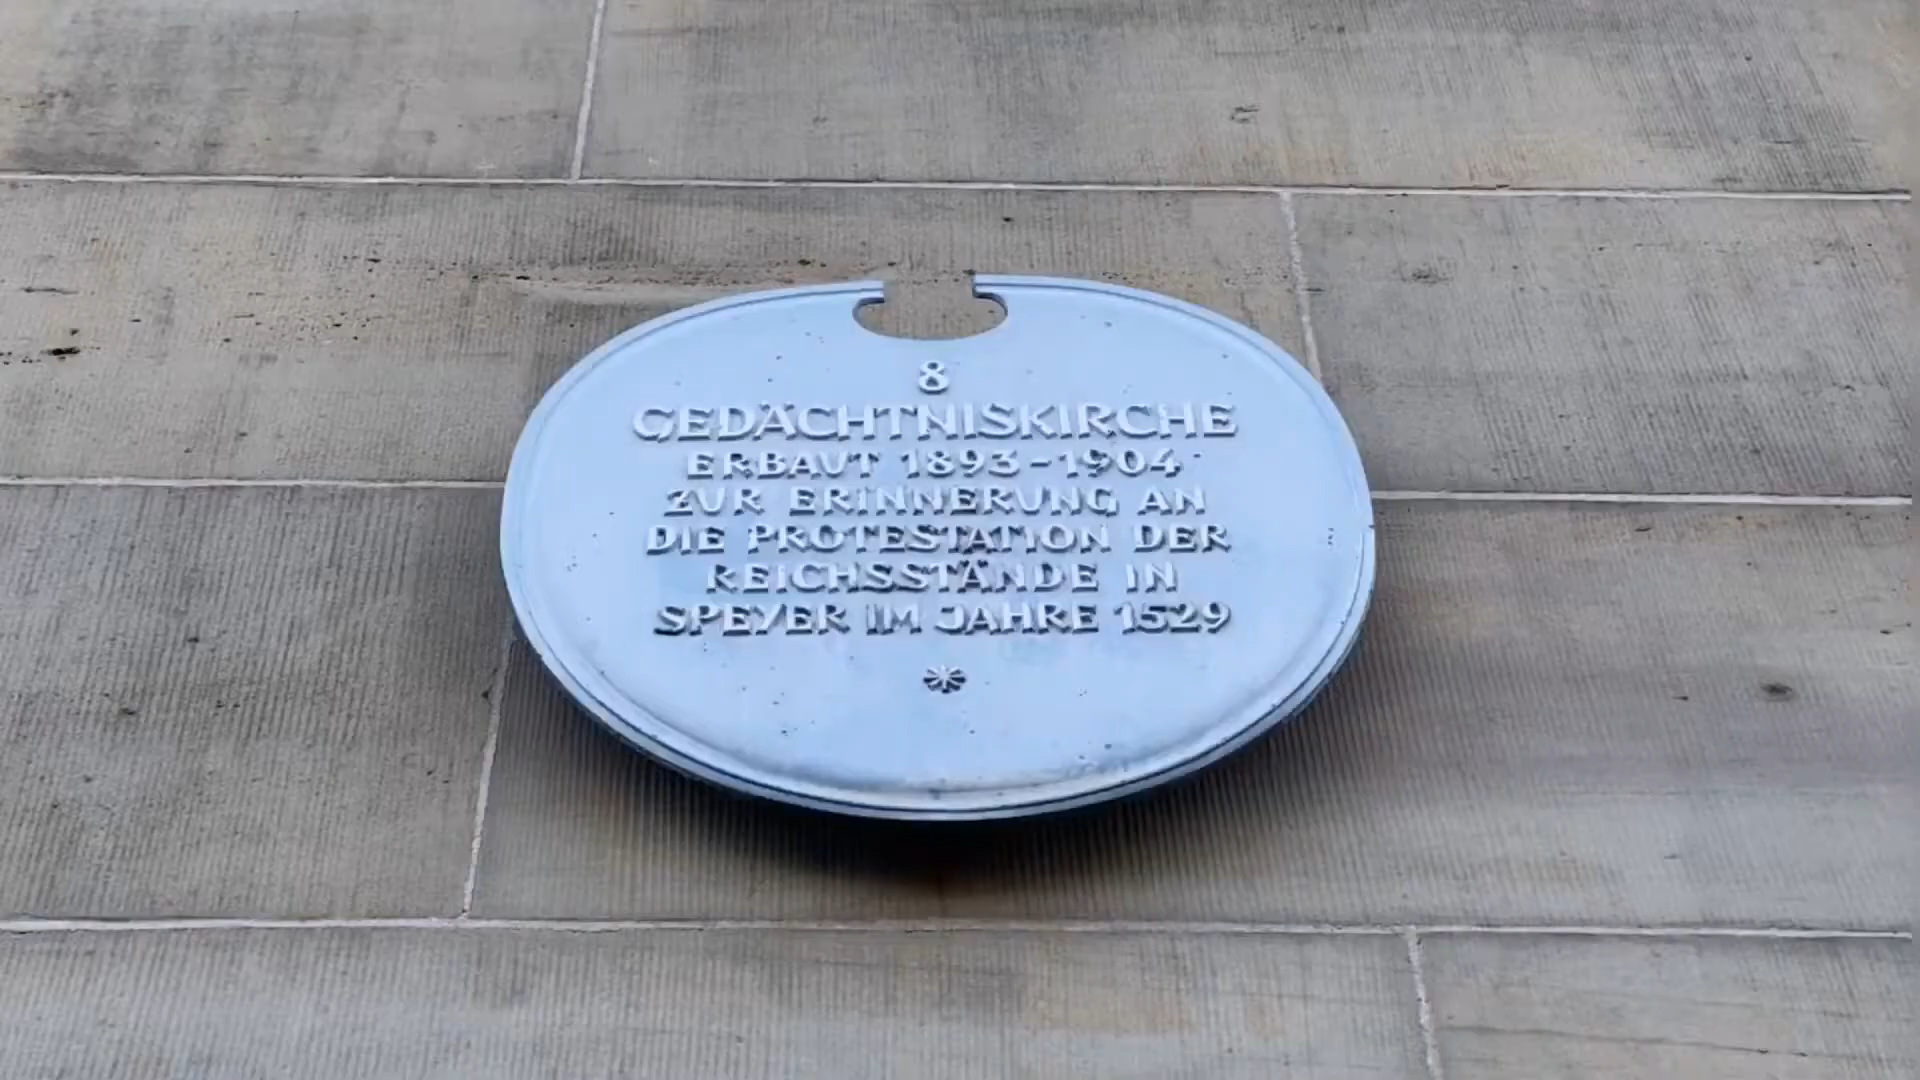 8
GEDÄCHTNISKIRCHE
ERBAUT 1893-1904
ZUR ERINNERUNG AN
DIE PROTESTATION DER
REICHSSTÄNDE IN
SPEYER IM JAHRE 1529